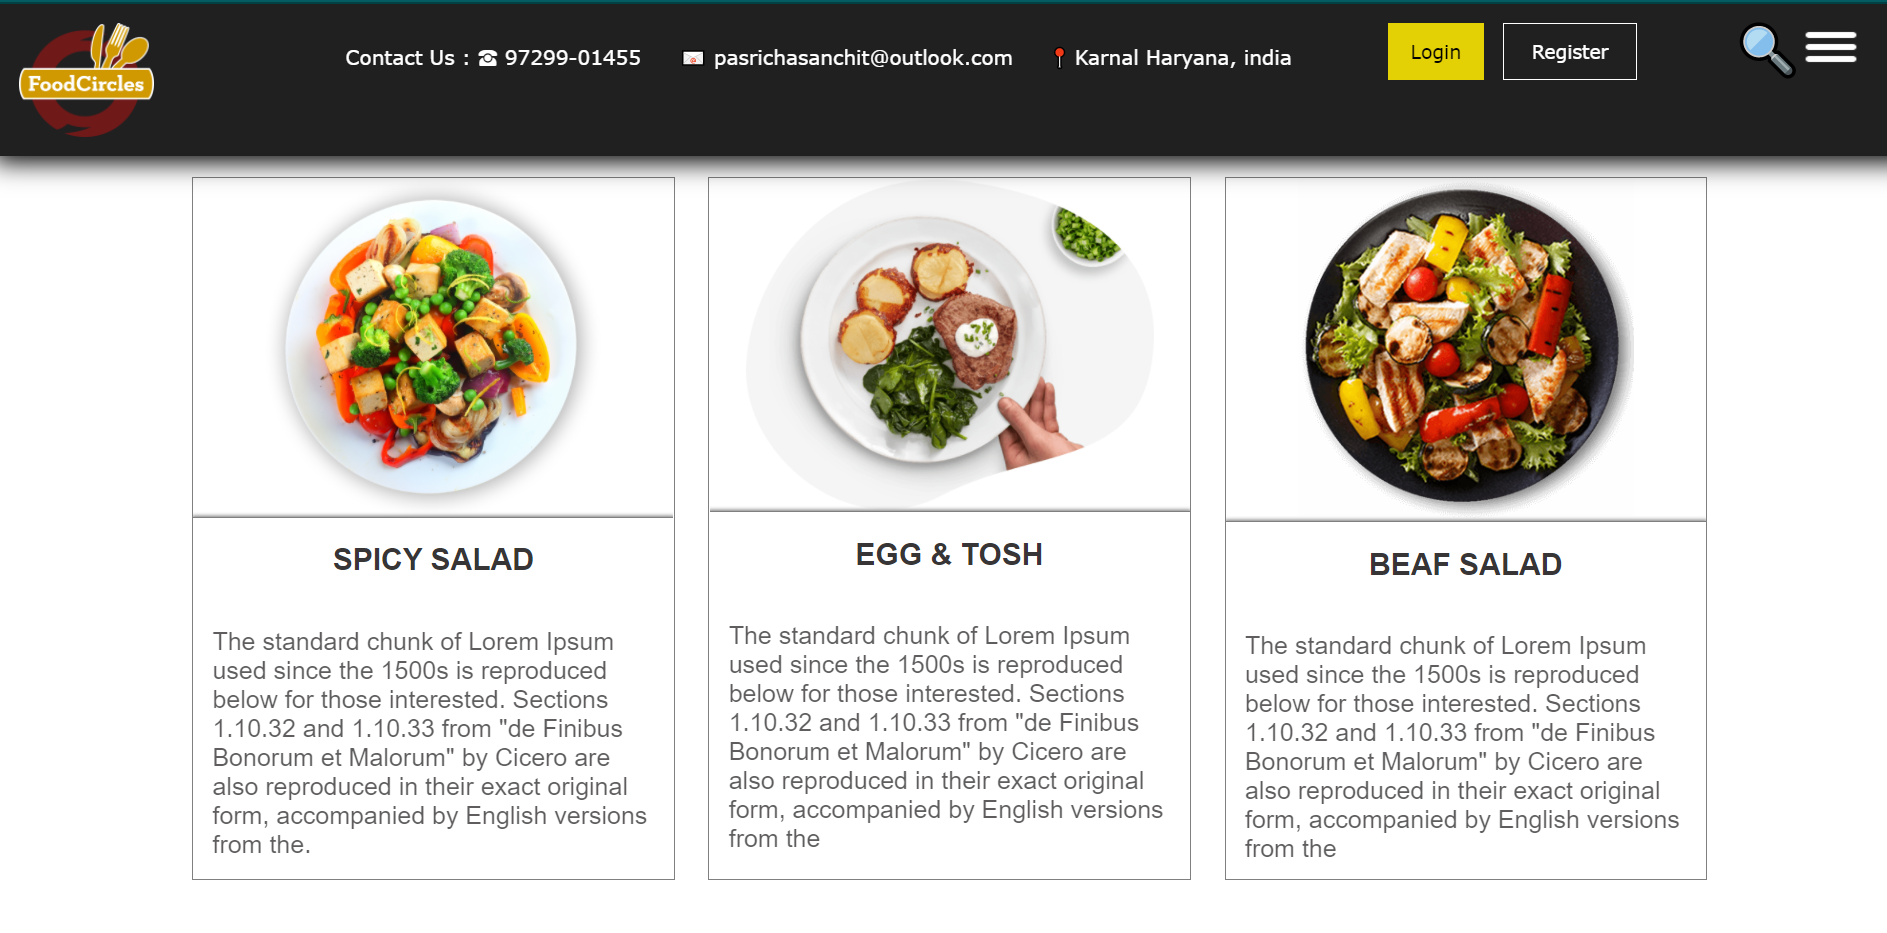 FoodCircles
Contact Us : ☎ 97299-01455
pasrichasanchit@outlook.com
Karnal Haryana, india
Login
Register
SPICY SALAD
The standard chunk of Lorem Ipsum
used since the 1500s is reproduced
below for those interested. Sections
1.10.32 and 1.10.33 from "de Finibus
Bonorum et Malorum" by Cicero are
also reproduced in their exact original
form, accompanied by English versions
from the.
EGG & TOSH
The standard chunk of Lorem Ipsum
used since the 1500s is reproduced
below for those interested. Sections
1.10.32 and 1.10.33 from "de Finibus
Bonorum et Malorum" by Cicero are
also reproduced in their exact original
form, accompanied by English versions
from the
BEAF SALAD
The standard chunk of Lorem Ipsum
used since the 1500s is reproduced
below for those interested. Sections
1.10.32 and 1.10.33 from "de Finibus
Bonorum et Malorum" by Cicero are
also reproduced in their exact original
form, accompanied by English versions
from the